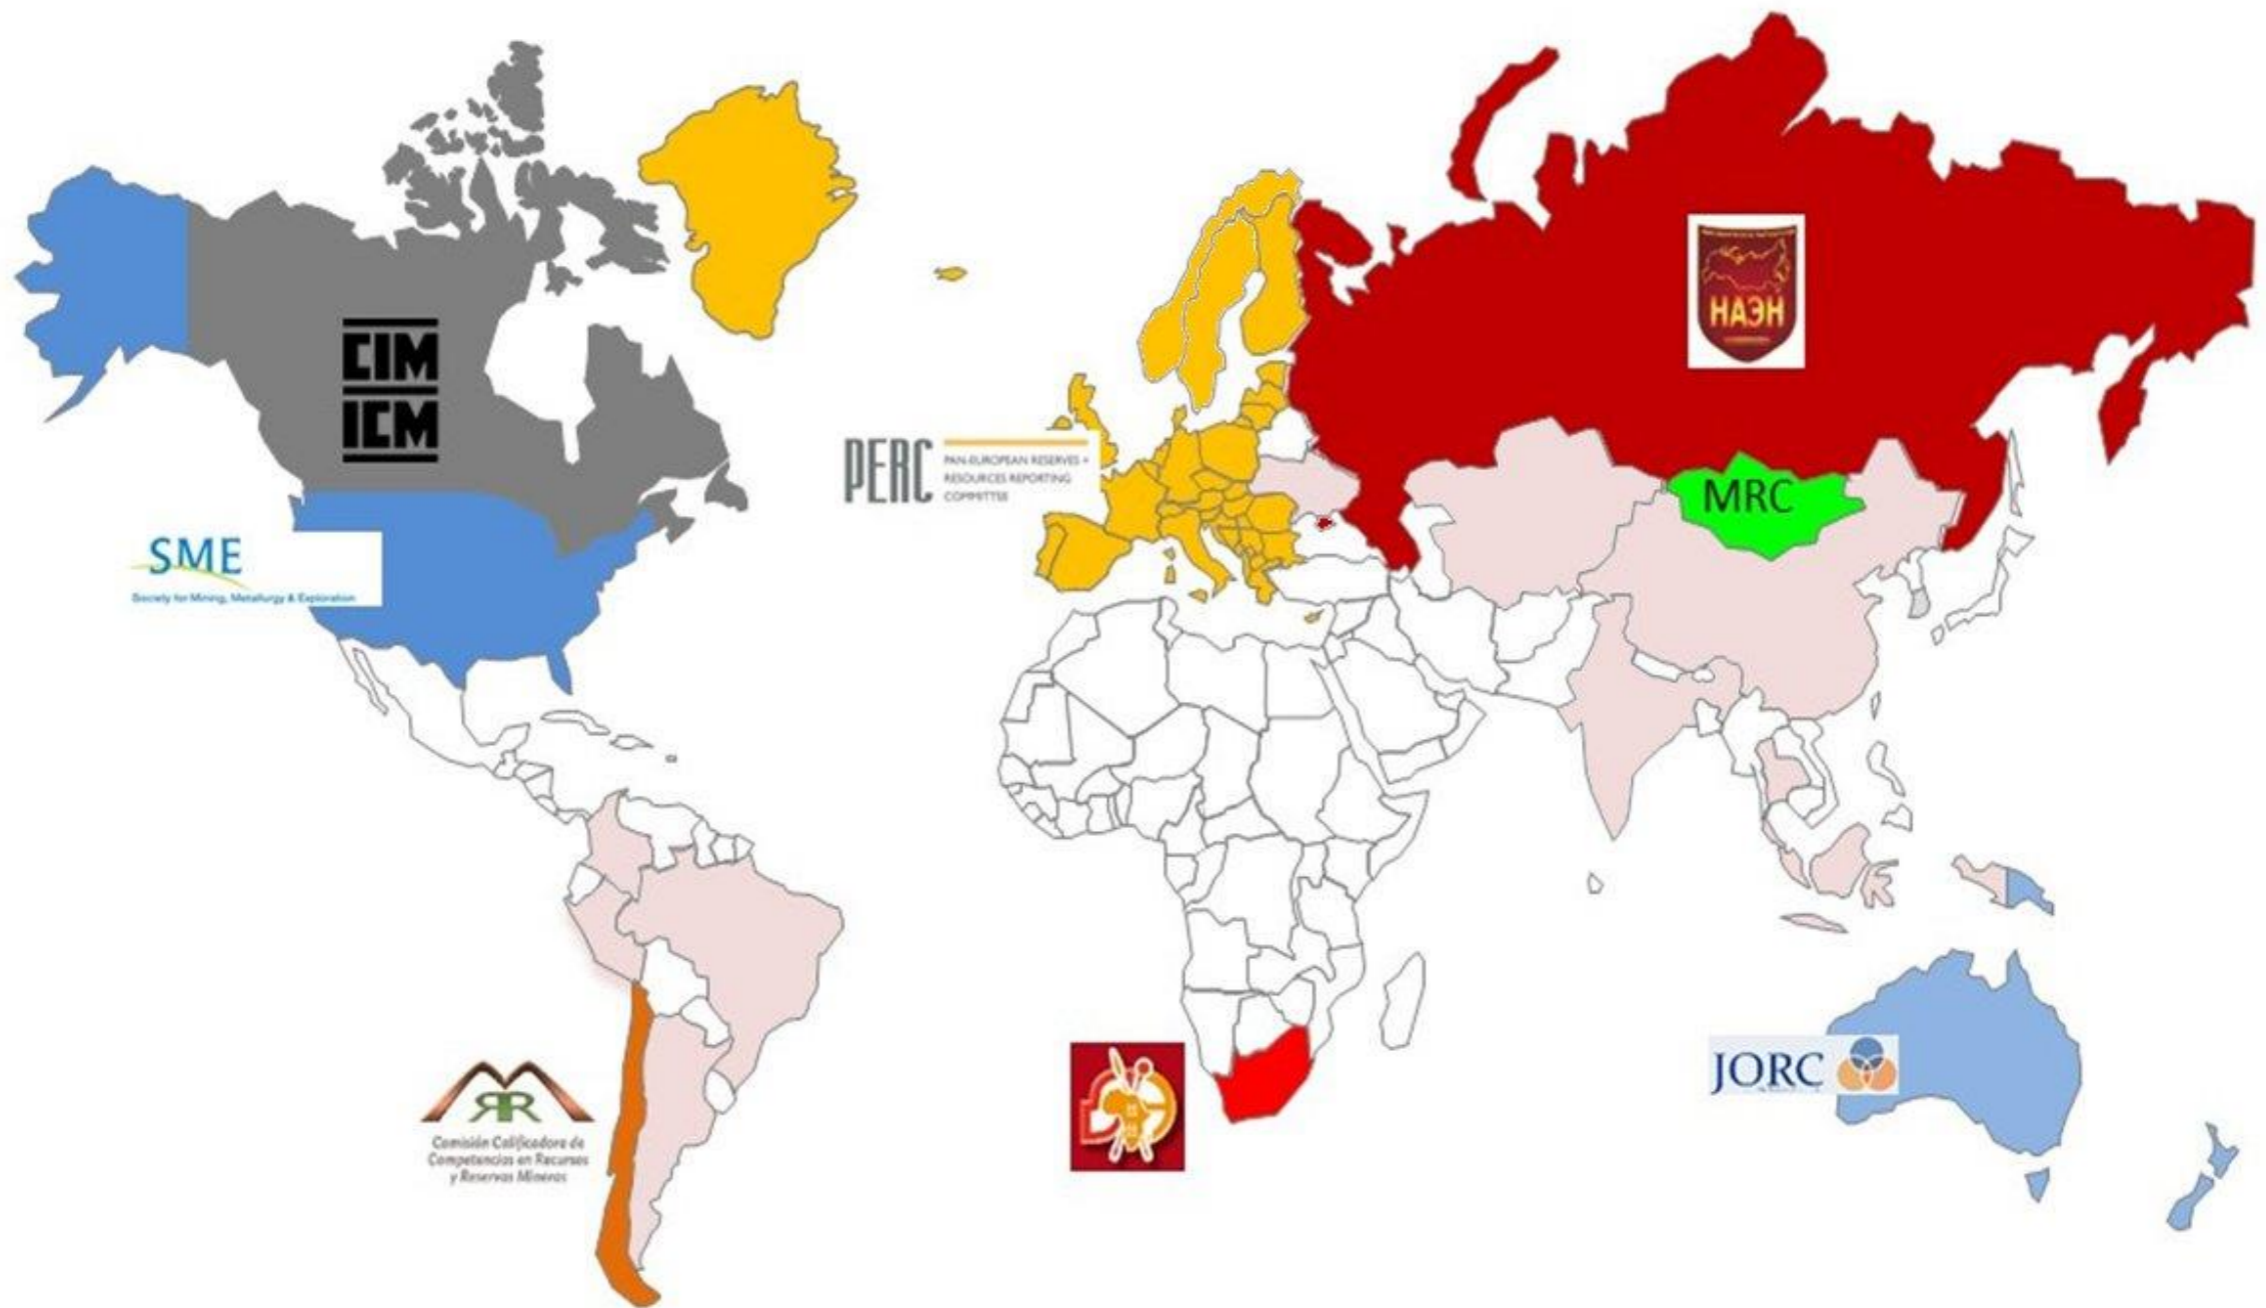 CIM
ICM
SME
Society for Mining, Metallurgy & Exploration
PERC
PAN-EUROPEAN RESERVES +
RESOURCES REPORTING
COMMITTEE
НАЭН
MRC
Comisión Calificadora de
Competencias en Recursos
y Reservas Mineras
JORC